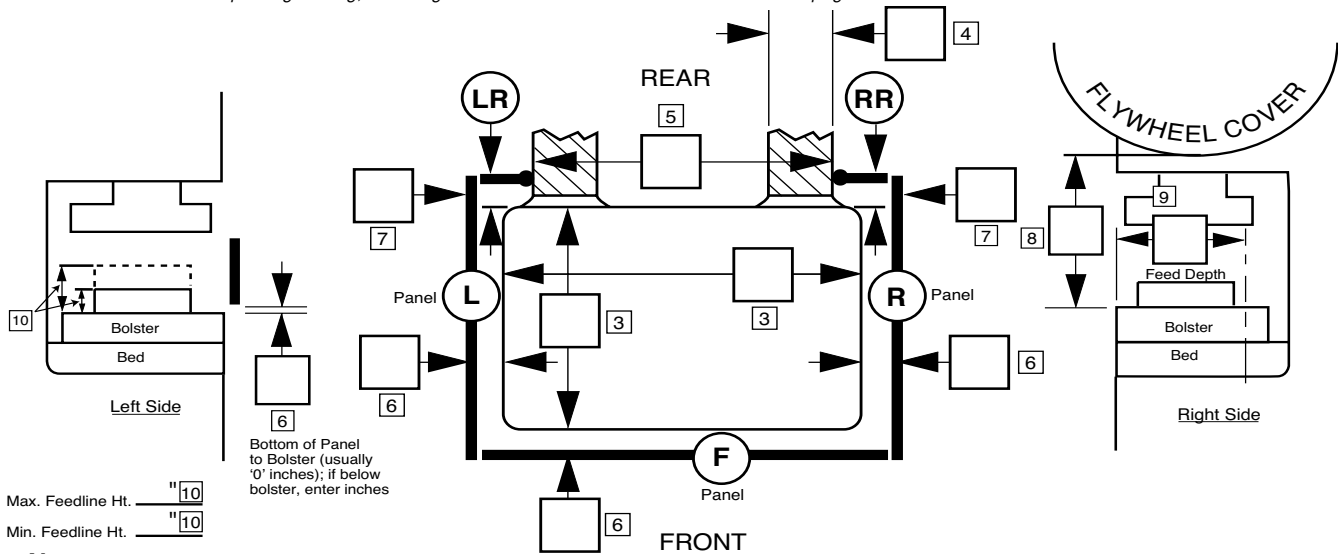 4
REAR
LR
RR
5
FLYWHEEL COVER
7
7
9
8
10
Feed Depth
Panel
L
R
Panel
3
3
Bolster
Bolster
Bed
Bed
6
6
6
Left Side
Right Side
Bottom of Panel
to Bolster (usually
'0' inches); if below
bolster, enter inches
F
Panel
6
FRONT
Max. Feedline Ht. " 10
Min. Feedline Ht. " 10